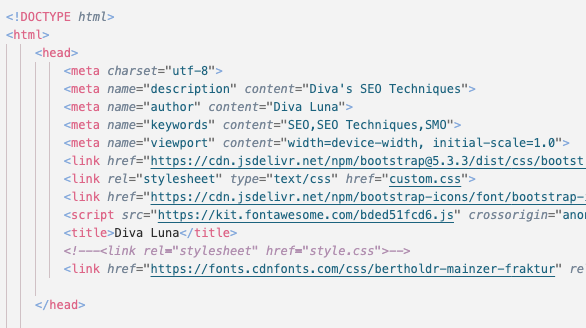 <!DOCTYPE html>
<html>
<head>
<meta charset="utf-8">
<meta name="description" content="Diva's SEO Techniques">
<meta name="author" content="Diva Luna">
<meta name="keywords" content="SEO,SEO Techniques,SMO">
<meta name="viewport" content="width=device-width, initial-scale=1.0">
<link href="https://cdn.jsdelivr.net/npm/bootstrap@5.3.3/dist/css/bootst
<link rel="stylesheet" type="text/css" href="custom.css">
<link href="https://cdn.jsdelivr.net/npm/bootstrap-icons/font/bootstrap-
<script src="https://kit.fontawesome.com/bded51fcd6.js" crossorigin="anon
<title>Diva Luna</title>
<!---<link rel="stylesheet" href="style.css">-->
<link href="https://fonts.cdnfonts.com/css/bertholdr-mainzer-fraktur" re
</head>